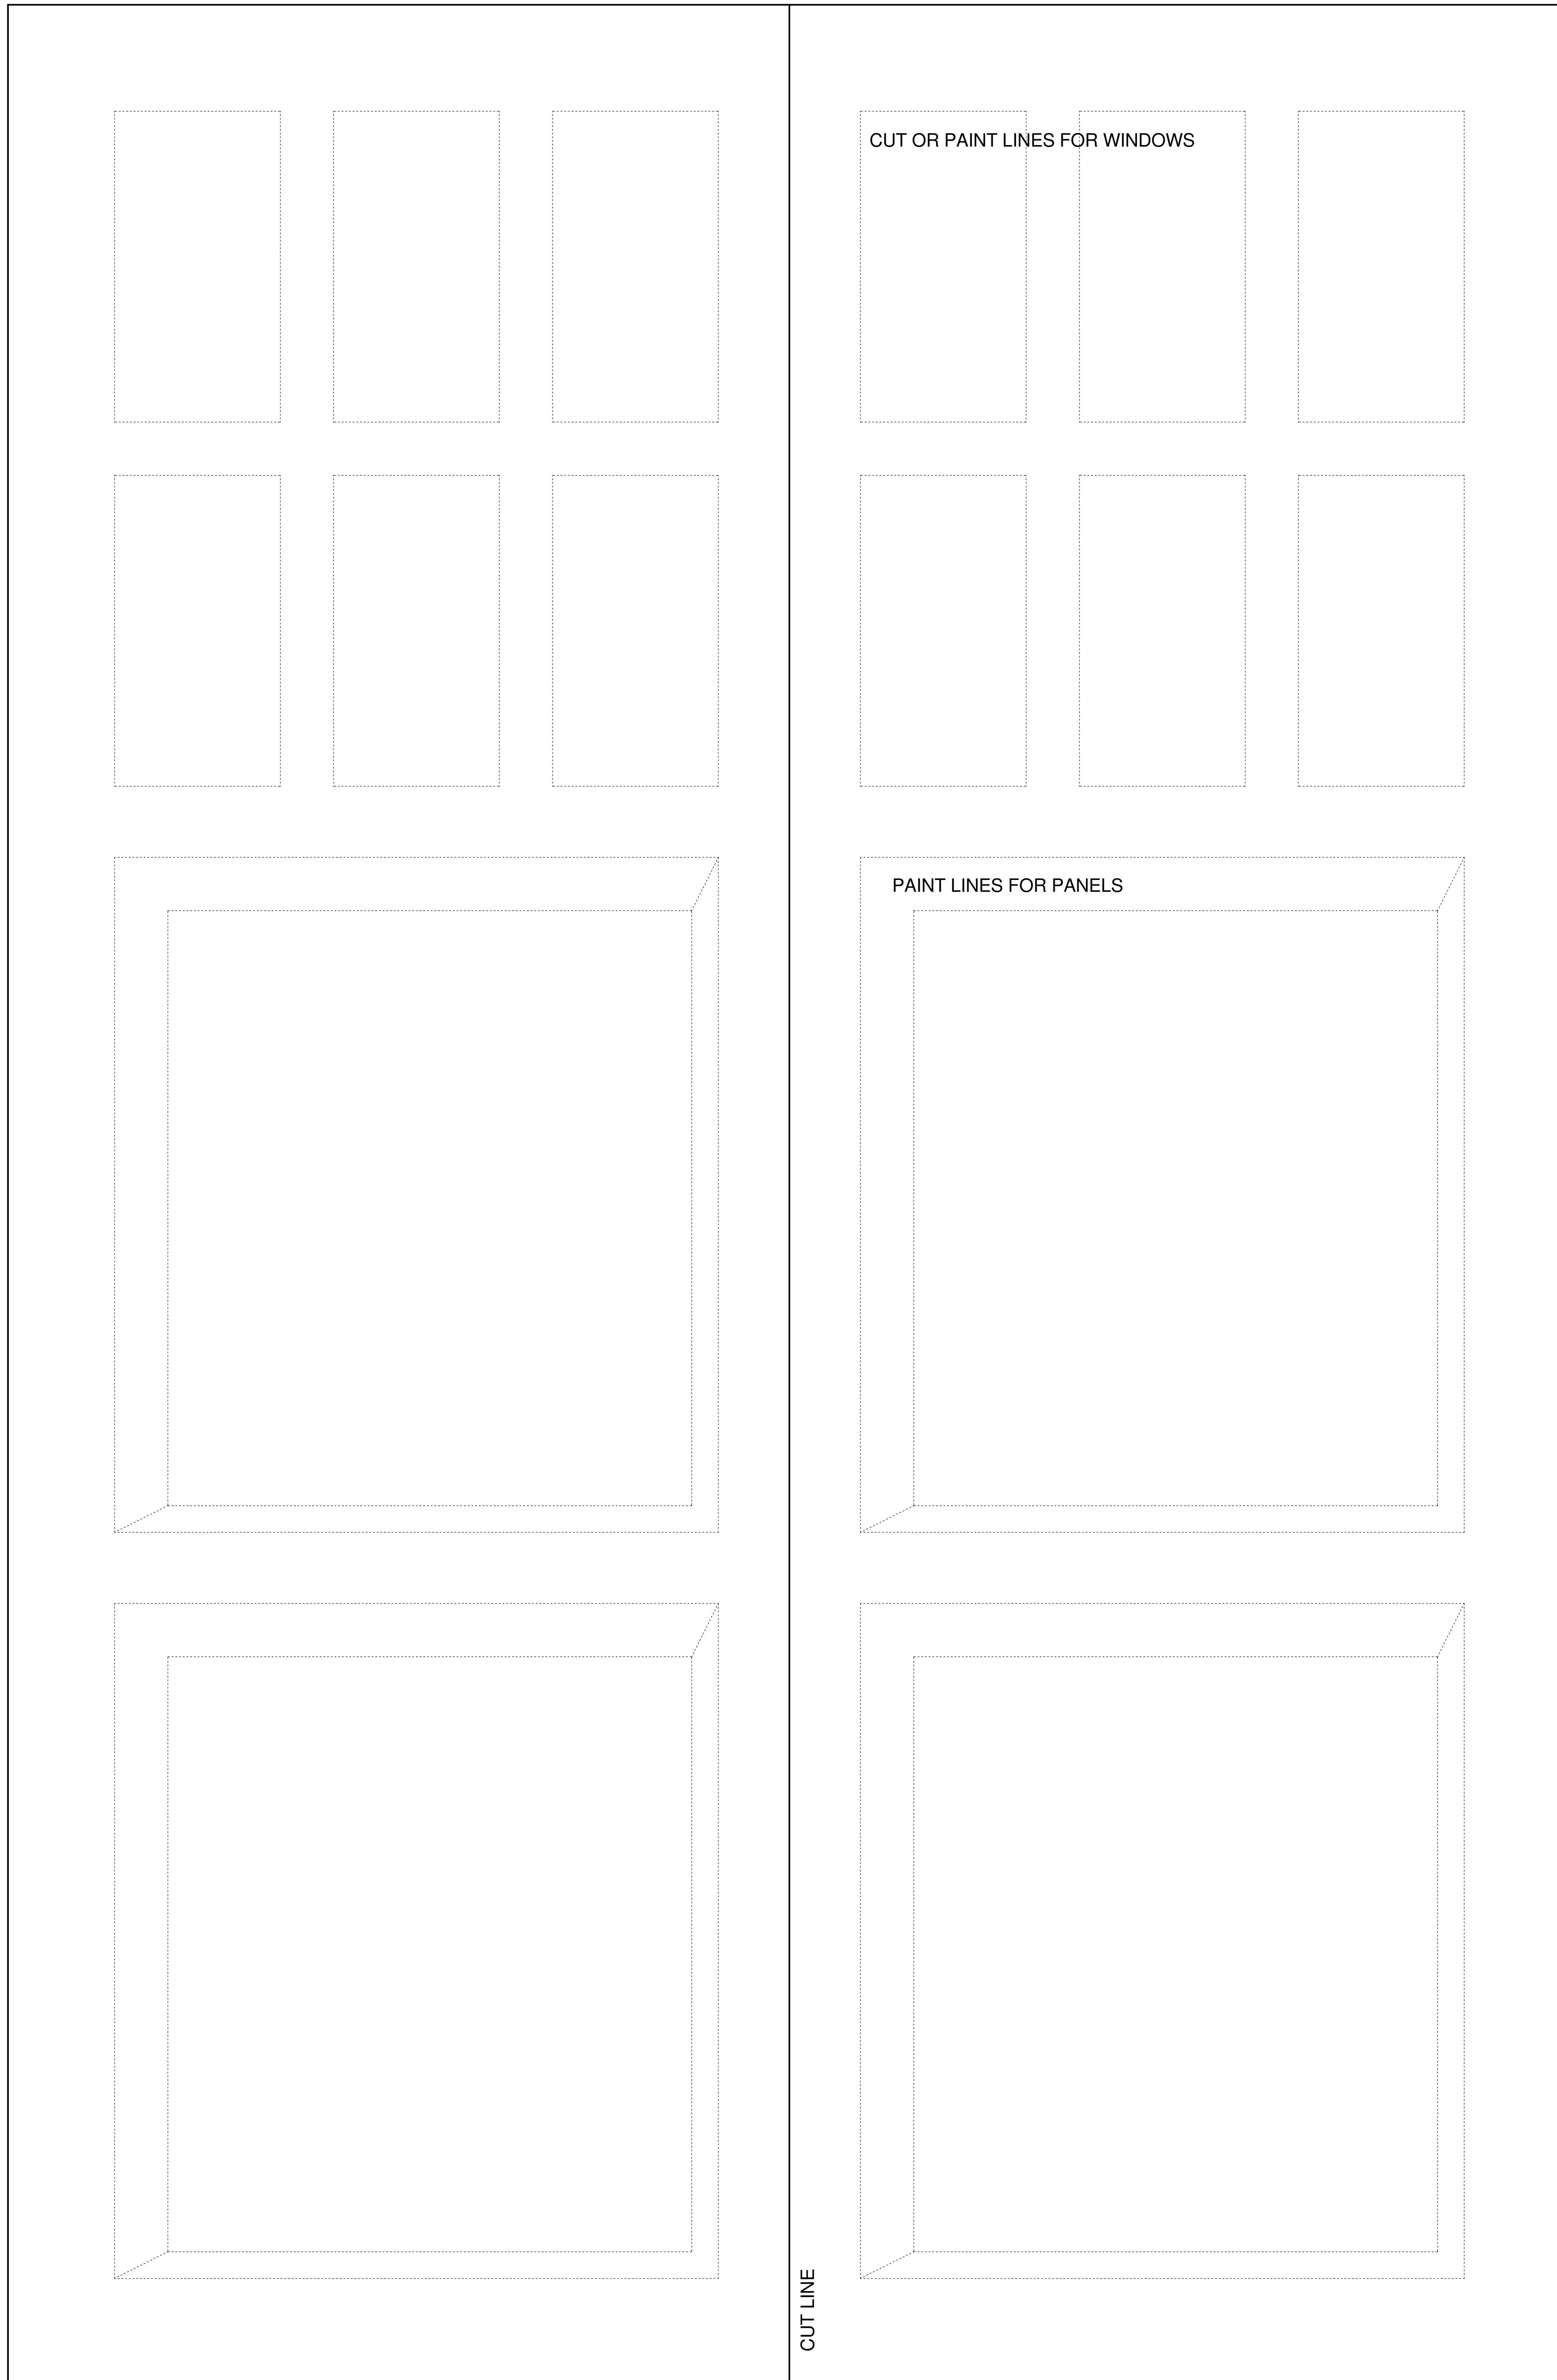 CUT OR PAINT LINES FOR WINDOWS
PAINT LINES FOR PANELS
CUT LINE